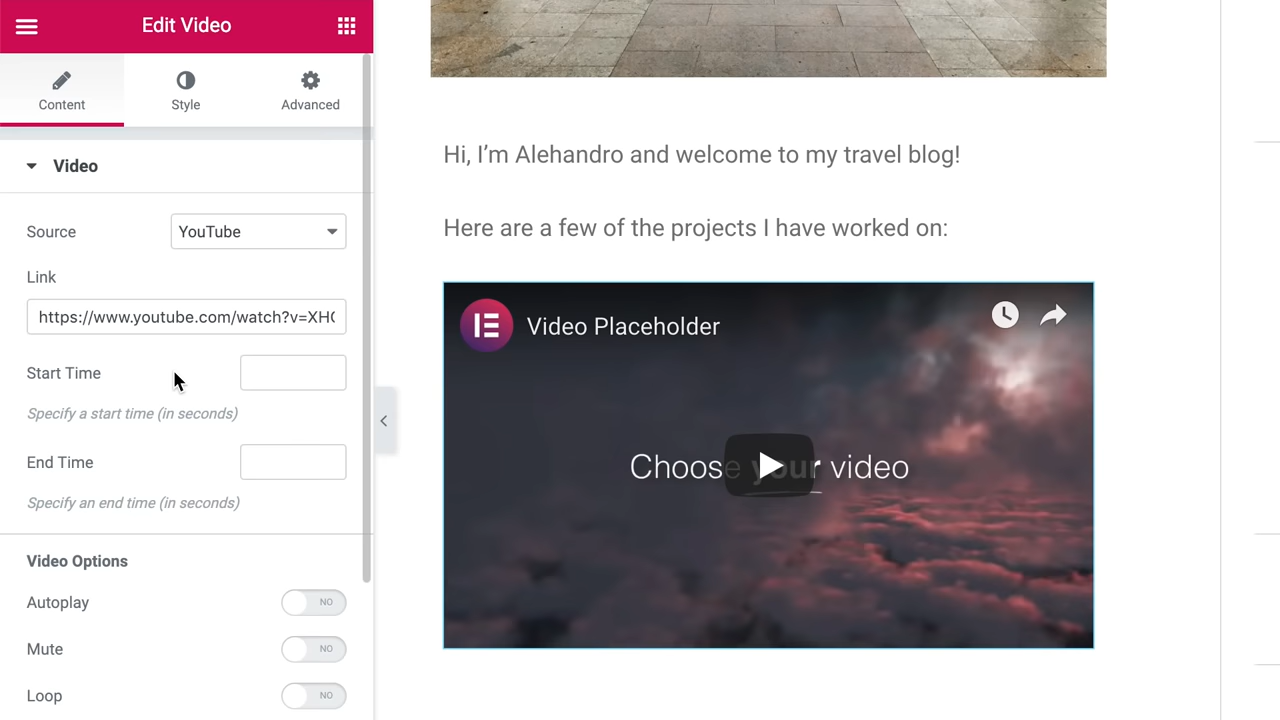 Edit Video
Content
Style
Advanced
Video
Source
YouTube
Link
https://www.youtube.com/watch?v=XH
Start Time
Specify a start time (in seconds)
End Time
Specify an end time (in seconds)
Video Options
Autoplay
NO
Mute
NO
Loop
NO
Hi, I’m Alehandro and welcome to my travel blog!
Here are a few of the projects I have worked on:
Video Placeholder
Choose your video